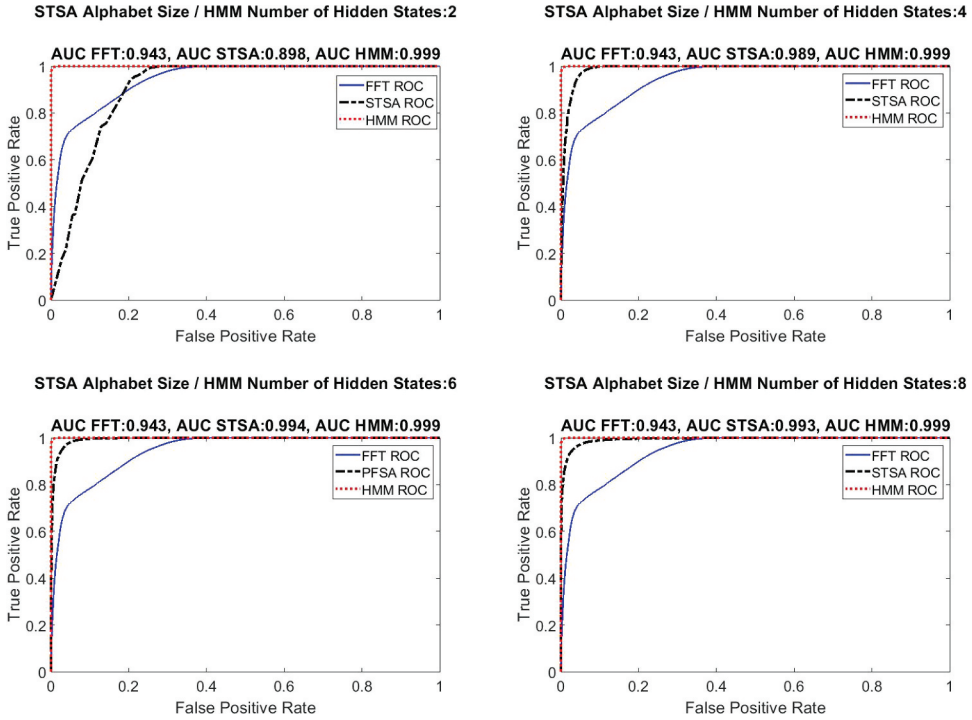 STSA Alphabet Size / HMM Number of Hidden States:2
AUC FFT:0.943, AUC STSA:0.898, AUC HMM:0.999
1
0.8
0.6
0.4
0.2
0
True Positive Rate
FFT ROC
STSA ROC
HMM ROC
0 0.2 0.4 0.6 0.8 1
False Positive Rate
STSA Alphabet Size / HMM Number of Hidden States:4
AUC FFT:0.943, AUC STSA:0.989, AUC HMM:0.999
1
0.8
0.6
0.4
0.2
0
True Positive Rate
FFT ROC
STSA ROC
HMM ROC
0 0.2 0.4 0.6 0.8 1
False Positive Rate
STSA Alphabet Size / HMM Number of Hidden States:6
AUC FFT:0.943, AUC STSA:0.994, AUC HMM:0.999
1
0.8
0.6
0.4
0.2
0
True Positive Rate
FFT ROC
PFSA ROC
HMM ROC
0 0.2 0.4 0.6 0.8 1
False Positive Rate
STSA Alphabet Size / HMM Number of Hidden States:8
AUC FFT:0.943, AUC STSA:0.993, AUC HMM:0.999
1
0.8
0.6
0.4
0.2
0
True Positive Rate
FFT ROC
STSA ROC
HMM ROC
0 0.2 0.4 0.6 0.8 1
False Positive Rate